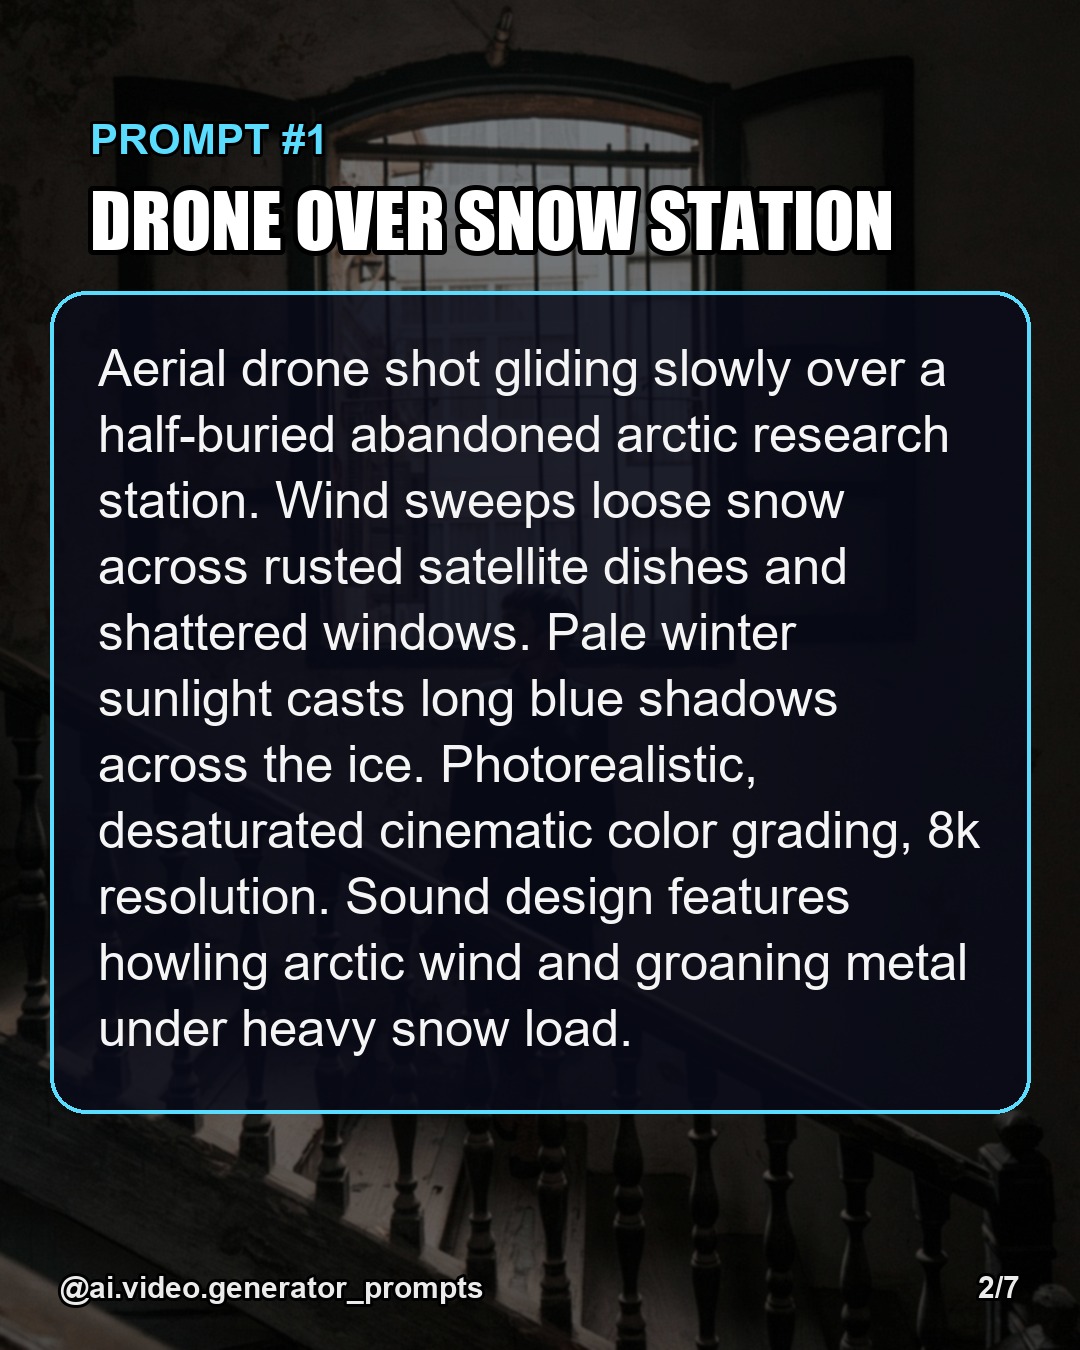 PROMPT #1
DRONE OVER SNOW STATION
Aerial drone shot gliding slowly over a
half-buried abandoned arctic research
station. Wind sweeps loose snow
across rusted satellite dishes and
shattered windows. Pale winter
sunlight casts long blue shadows
across the ice. Photorealistic,
desaturated cinematic color grading, 8k
resolution. Sound design features
howling arctic wind and groaning metal
under heavy snow load.
@ai.video.generator_prompts
2/7